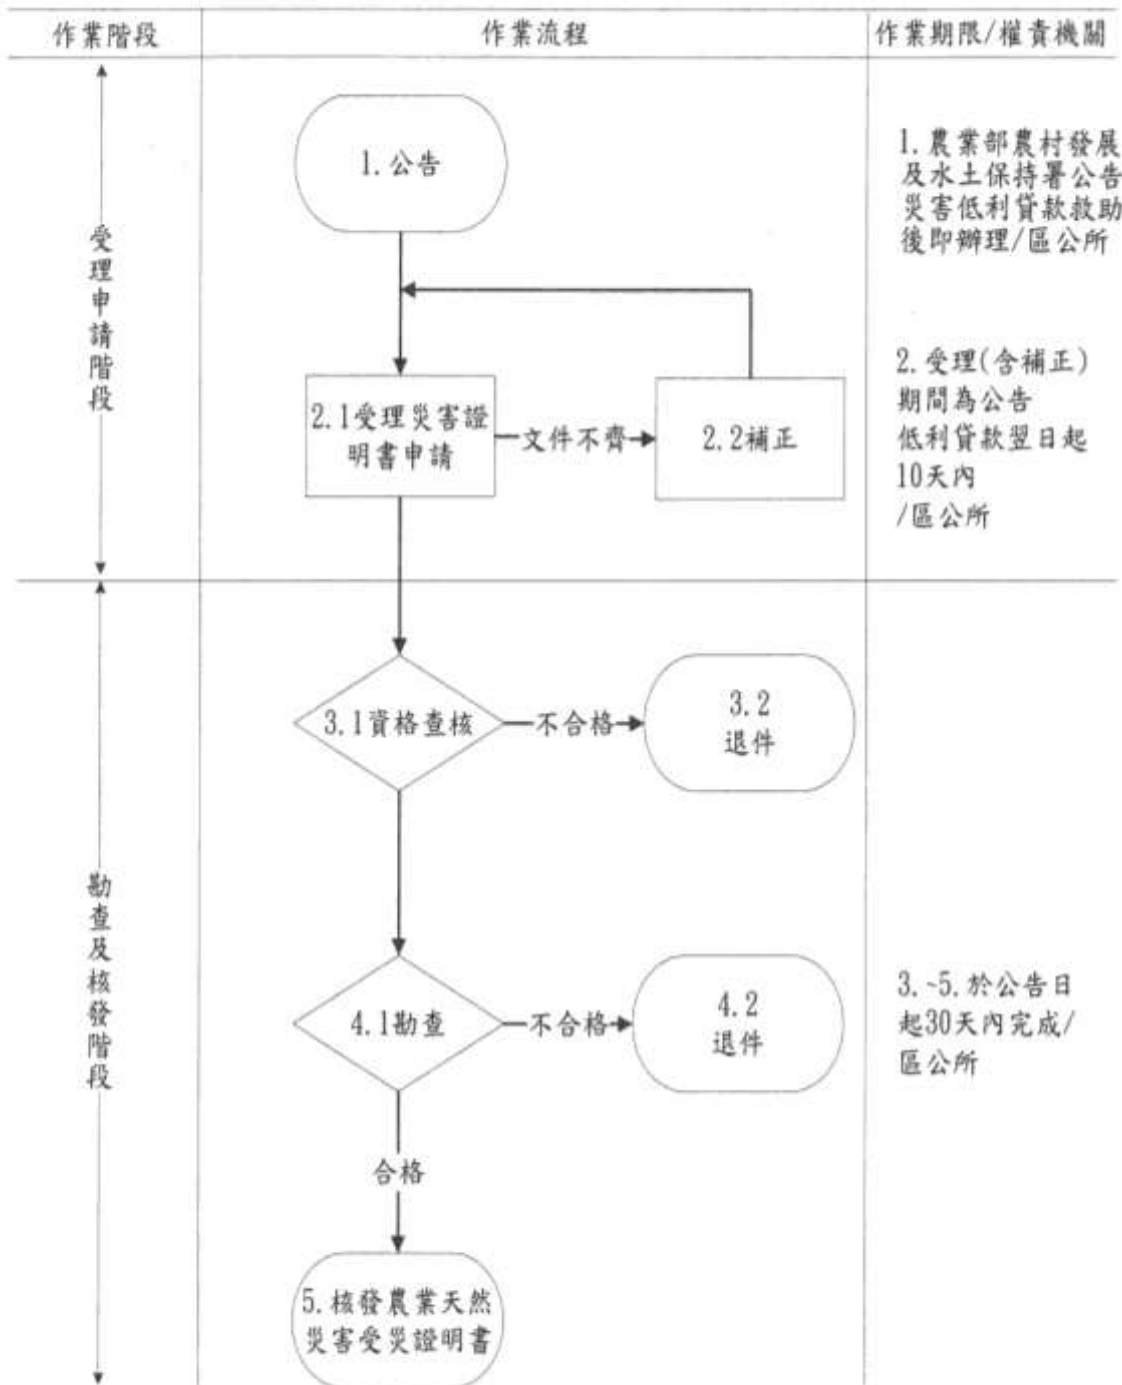 作業階段
作業流程
作業期限/權責機關
受理申請階段
1.公告
1.農業部農村發展
及水土保持署公告
災害低利貸款救助
後即辦理/區公所
2.1受理災害證
明書申請
文件不齊
2.2補正
2.受理(含補正)
期間為公告
低利貸款翌日起
10天內
/區公所
勘查及核發階段
3.1資格查核
不合格
3.2
退件
4.1勘查
不合格
4.2
退件
3.~5.於公告日
起30天內完成/
區公所
合格
5.核發農業天然
災害受災證明書